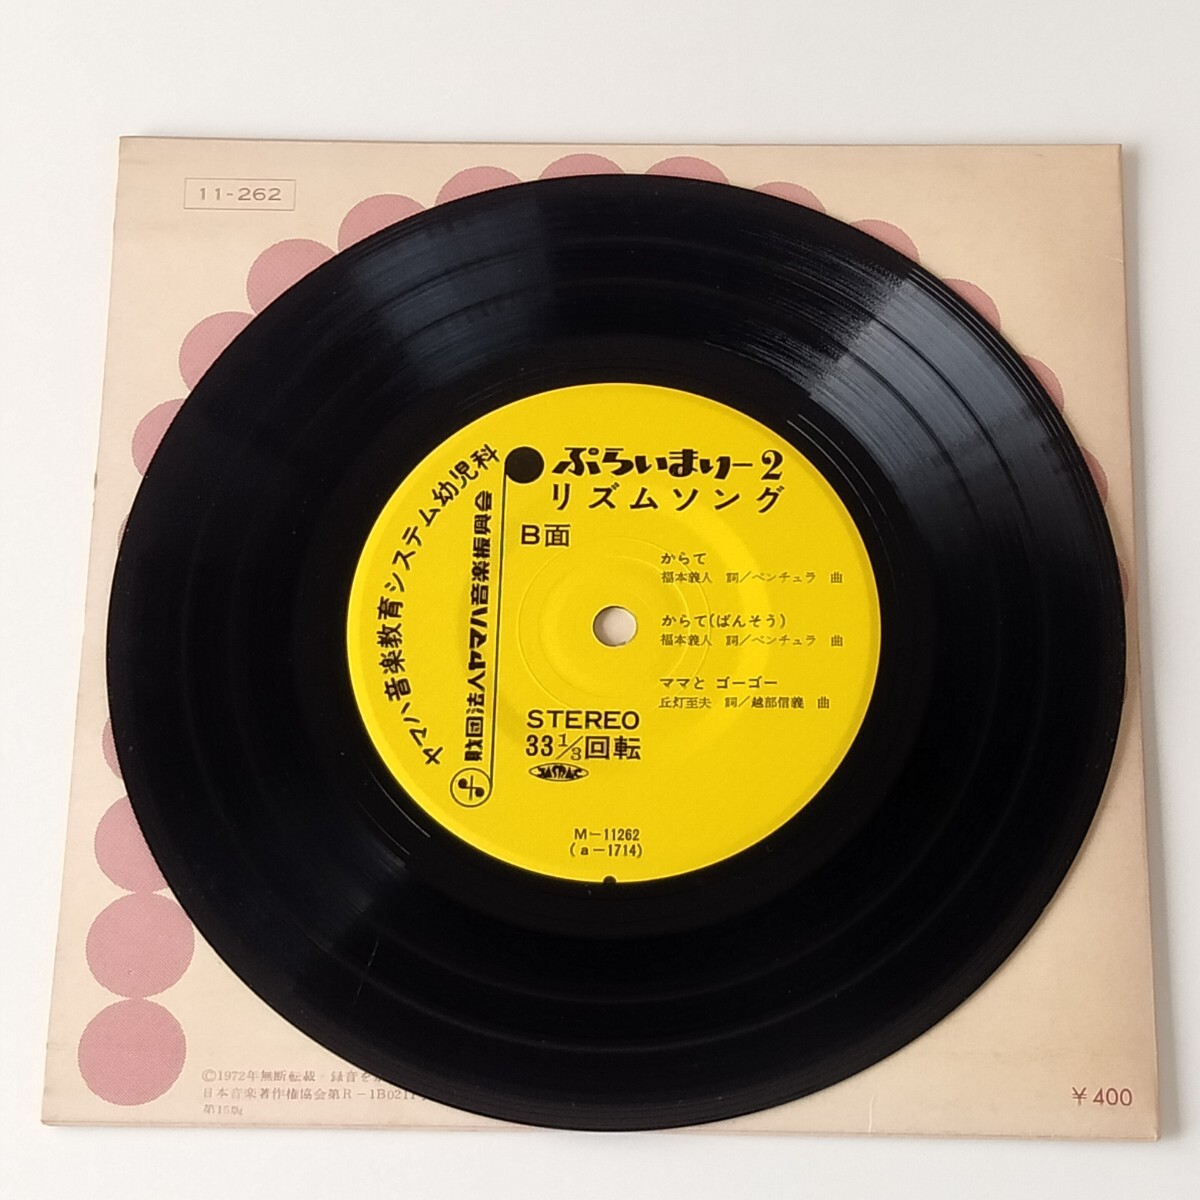 11-262
ヤマハ音楽教育システム幼児科
財団法人ヤマハ音楽振興会
ぷらいまりー2
リズムソング
B面
からて
福本義人 詞/ベンチュラ 曲
からて(ばんそう)
福本義人 詞/ベンチュラ 曲
ママと ゴーゴー
丘灯至夫 詞/越部信義 曲
STEREO
33 1/3回転
JASRAC
M-11262
(a-1714)
©1972年無断転載・録音を
日本音楽著作権協会第R-1B0211
第15版
¥400